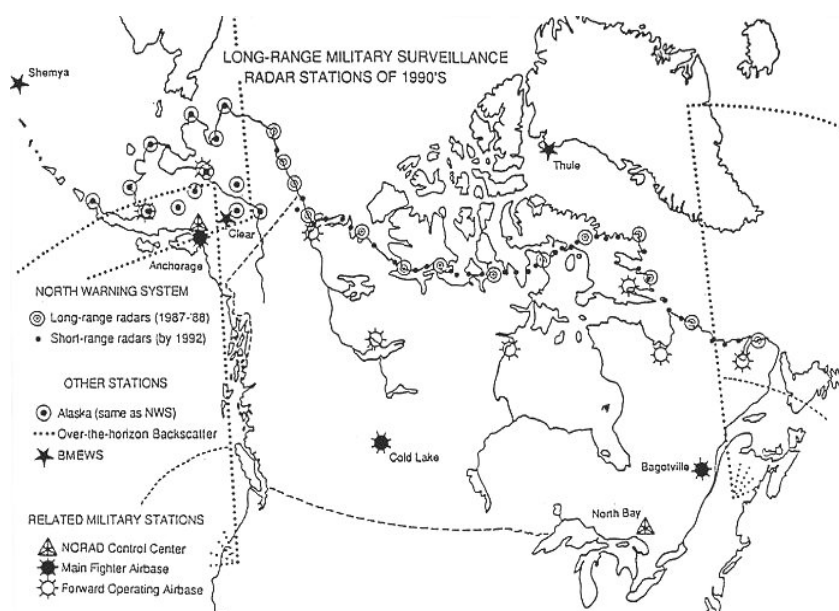 LONG-RANGE MILITARY SURVEILLANCE
RADAR STATIONS OF 1990'S
Shemya
Thule
Clear
Anchorage
NORTH WARNING SYSTEM
Long-range radars (1987-'88)
Short-range radars (by 1992)
OTHER STATIONS
Alaska (same as NWS)
Over-the-horizon Backscatter
BMEWS
Cold Lake
Bagotville
North Bay
RELATED MILITARY STATIONS
NORAD Control Center
Main Fighter Airbase
Forward Operating Airbase